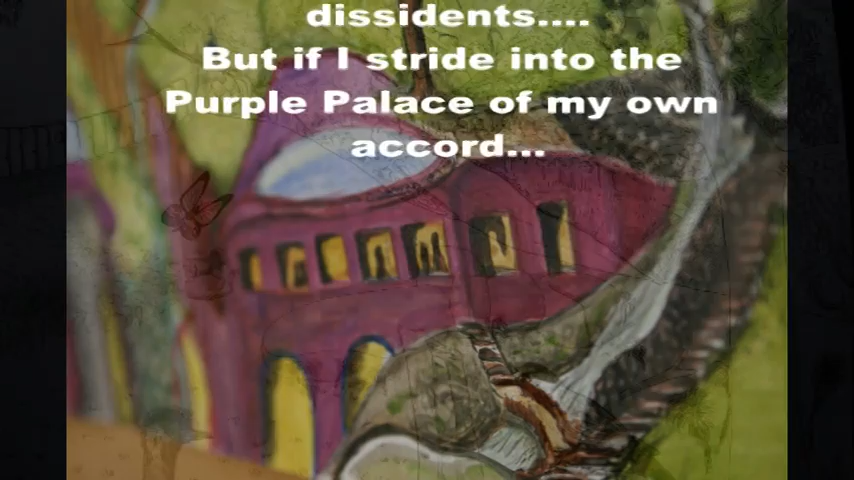 dissidents....
But if I stride into the
Purple Palace of my own
accord...